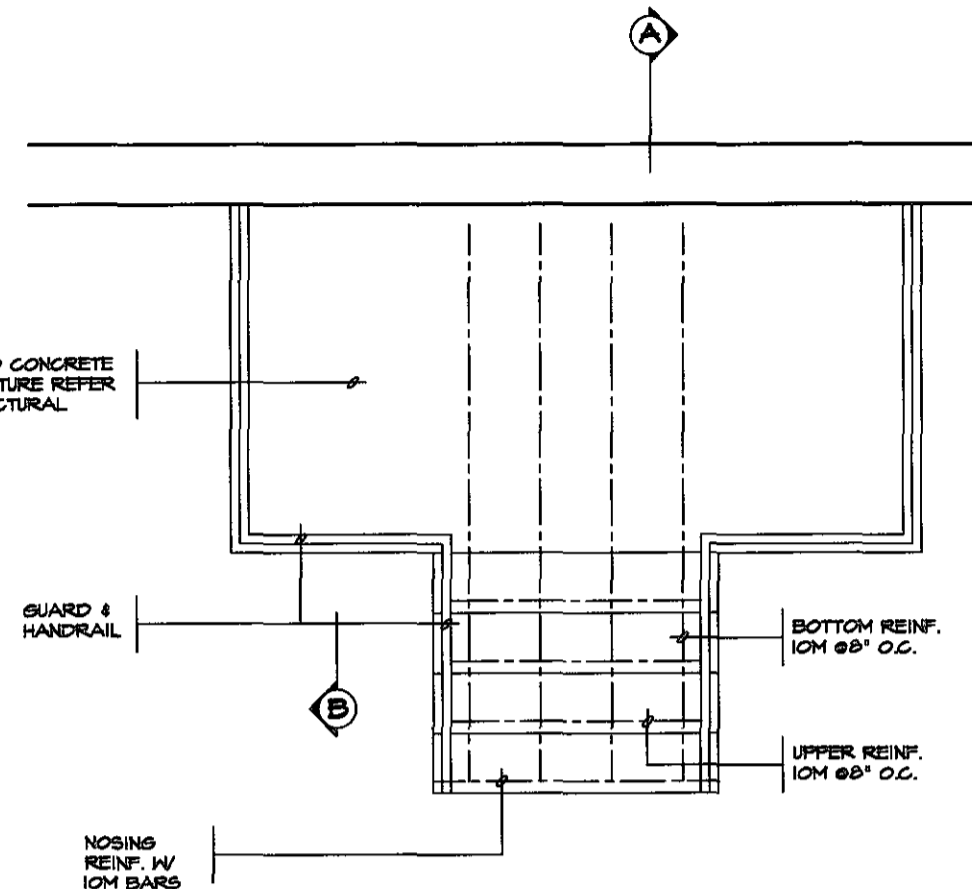 A
CONCRETE
TURE REFER
CTURAL
GUARD &
HANDRAIL
B
BOTTOM REINF.
10M @8" O.C.
UPPER REINF.
10M @8" O.C.
NOSING
REINF. W/
10M BARS